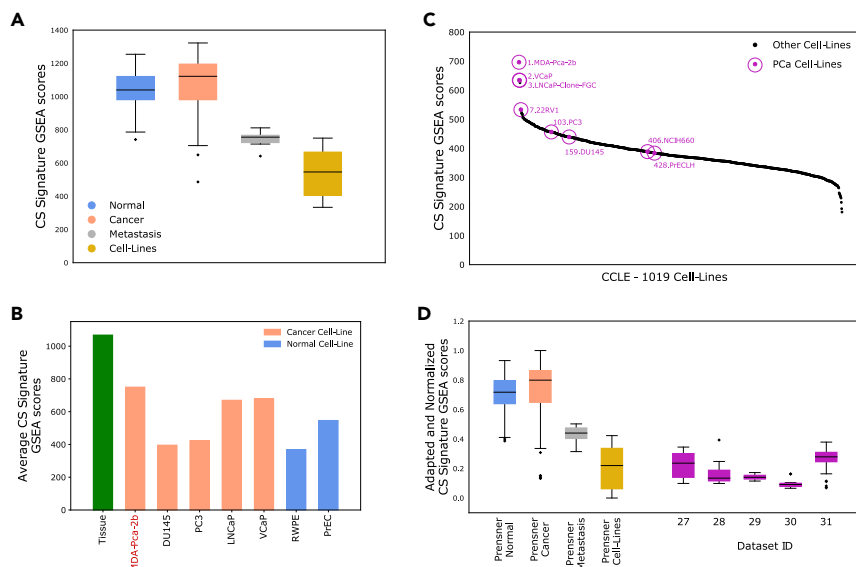 A
CS Signature GSEA scores
1400
1200
1000
800
600
400
200
0
Normal
Cancer
Metastasis
Cell-Lines
C
CS Signature GSEA scores
800
700
600
500
400
300
200
100
0
Other Cell-Lines
PCa Cell-Lines
1.MDA-Pca-2b
2.VCaP
3.LNCaP-Clone-FGC
7.22RV1
103.PC3
159.DU145
406.NCIH660
428.PrECLH
CCLE - 1019 Cell-Lines
B
Average CS Signature
GSEA scores
1000
800
600
400
200
0
Cancer Cell-Line
Normal Cell-Line
Tissue
MDA-Pca-2b
DU145
PC3
LNCaP
VCaP
RWPE
PrEC
D
Adapted and Normalized
CS Signature GSEA scores
1.2
1.0
0.8
0.6
0.4
0.2
0.0
Prensner
Normal
Prensner
Cancer
Prensner
Metastasis
Prensner
Cell-Lines
27
28
29
30
31
Dataset ID